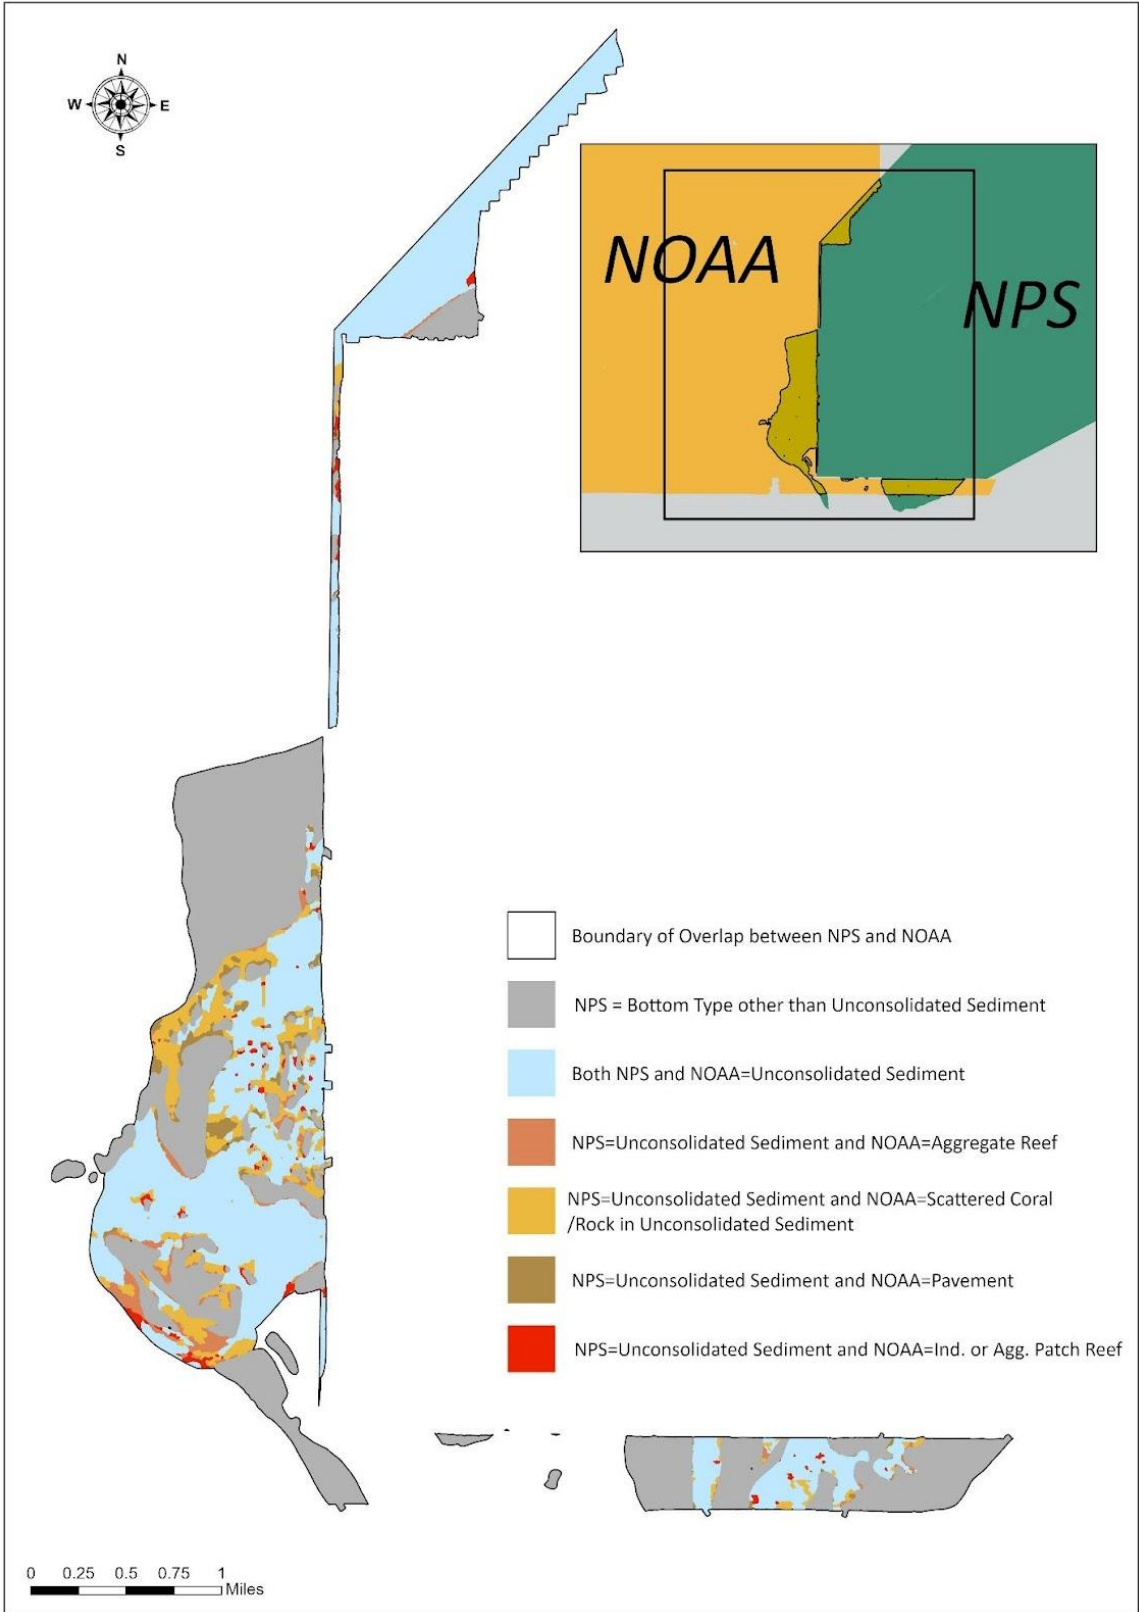 N
W E
S
NOAA
NPS
Boundary of Overlap between NPS and NOAA
NPS = Bottom Type other than Unconsolidated Sediment
Both NPS and NOAA=Unconsolidated Sediment
NPS=Unconsolidated Sediment and NOAA=Aggregate Reef
NPS=Unconsolidated Sediment and NOAA=Scattered Coral
/Rock in Unconsolidated Sediment
NPS=Unconsolidated Sediment and NOAA=Pavement
NPS=Unconsolidated Sediment and NOAA=Ind. or Agg. Patch Reef
0 0.25 0.5 0.75 1
Miles